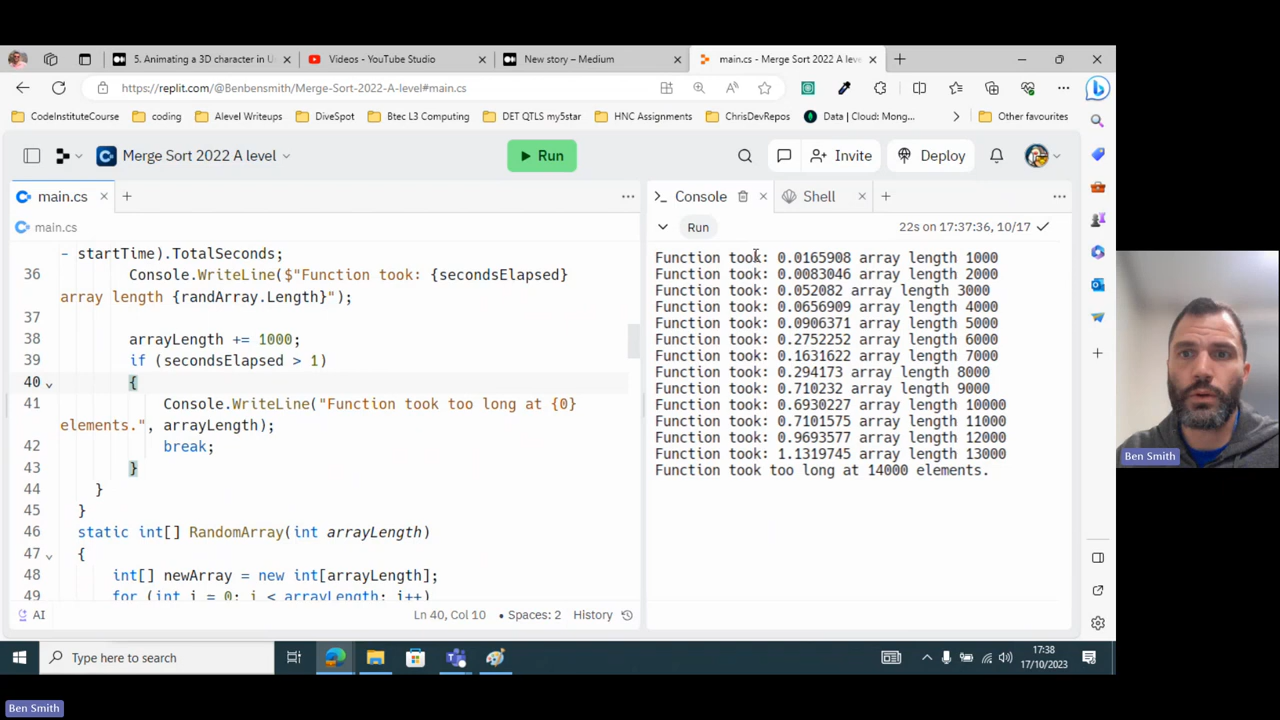 5. Animating a 3D character in U
Videos - YouTube Studio
New story – Medium
main.cs - Merge Sort 2022 A leve
https://replit.com/@Benbensmith/Merge-Sort-2022-A-level#main.cs
CodeInstituteCourse
coding
Alevel Writeups
DiveSpot
Btec L3 Computing
DET QTLS my5star
HNC Assignments
ChrisDevRepos
Data | Cloud: Mong...
Other favourites
Merge Sort 2022 A level
Run
Invite
Deploy
main.cs
Console
Shell
main.cs
Run
22s on 17:37:36, 10/17
- startTime).TotalSeconds;
36 Console.WriteLine($"Function took: {secondsElapsed}
array length {randArray.Length}");
37
38 arrayLength += 1000;
39 if (secondsElapsed > 1)
40 {
41 Console.WriteLine("Function took too long at {0}
elements.", arrayLength);
42 break;
43 }
44 }
45 }
46 static int[] RandomArray(int arrayLength)
47 {
48 int[] newArray = new int[arrayLength];
49 for (int i = 0; i < arrayLength; i++)
Function took: 0.0165908 array length 1000
Function took: 0.0083046 array length 2000
Function took: 0.052082 array length 3000
Function took: 0.0656909 array length 4000
Function took: 0.0906371 array length 5000
Function took: 0.2752252 array length 6000
Function took: 0.1631622 array length 7000
Function took: 0.294173 array length 8000
Function took: 0.710232 array length 9000
Function took: 0.6930227 array length 10000
Function took: 0.7101575 array length 11000
Function took: 0.9693577 array length 12000
Function took: 1.1319745 array length 13000
Function took too long at 14000 elements.
AI
Ln 40, Col 10
Spaces: 2
History
Type here to search
17:38
17/10/2023
Ben Smith
Ben Smith